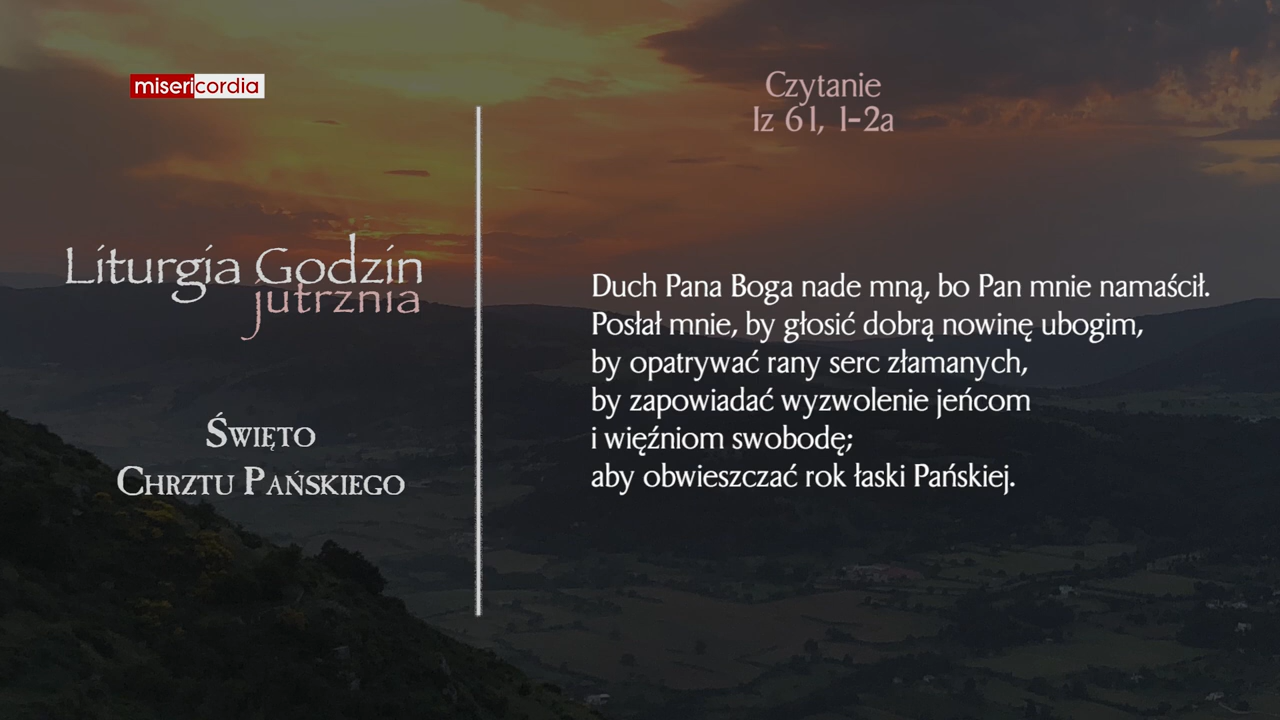 misericordia
Liturgia Godzin
jutrznia
Święto
Chrztu Pańskiego
Czytanie
Iz 61, 1-2a
Duch Pana Boga nade mną, bo Pan mnie namaścił.
Posłał mnie, by głosić dobrą nowinę ubogim,
by opatrywać rany serc złamanych,
by zapowiadać wyzwolenie jeńcom
i więźniom swobodę;
aby obwieszczać rok łaski Pańskiej.